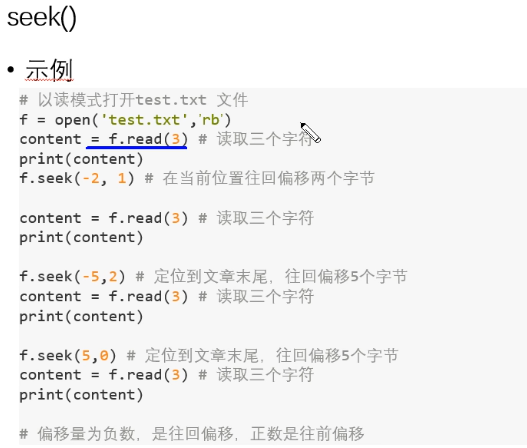 seek()
• 示例
# 以读模式打开test.txt 文件
f = open('test.txt','rb')
content = f.read(3) # 读取三个字符
print(content)
f.seek(-2, 1) # 在当前位置往回偏移两个字节
content = f.read(3) # 读取三个字符
print(content)
f.seek(-5,2) # 定位到文章末尾，往回偏移5个字节
content = f.read(3) # 读取三个字符
print(content)
f.seek(5,0) # 定位到文章末尾，往回偏移5个字节
content = f.read(3) # 读取三个字符
print(content)
# 偏移量为负数，是往回偏移，正数是往前偏移